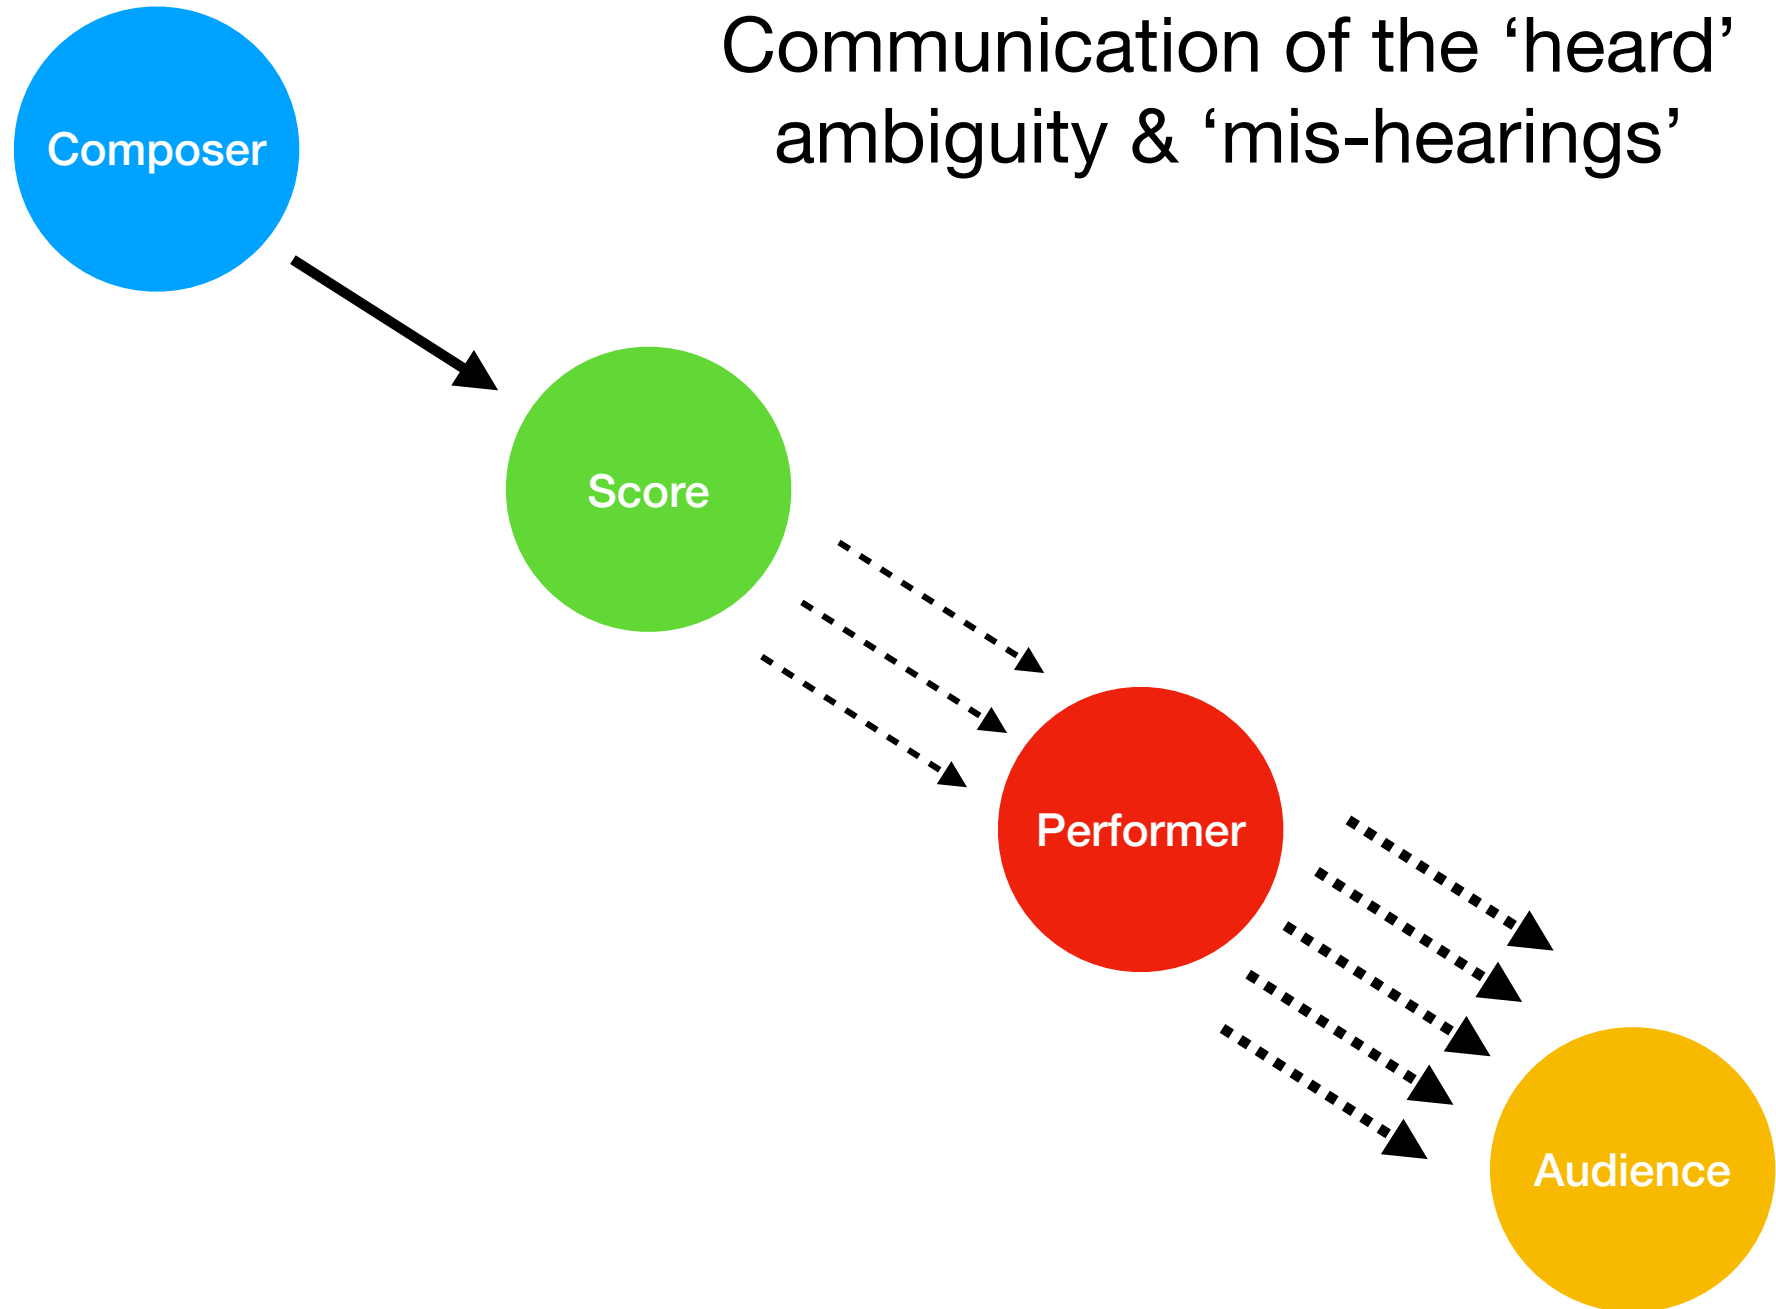 Communication of the ‘heard’
ambiguity & ‘mis-hearings’
Composer
Score
Performer
Audience